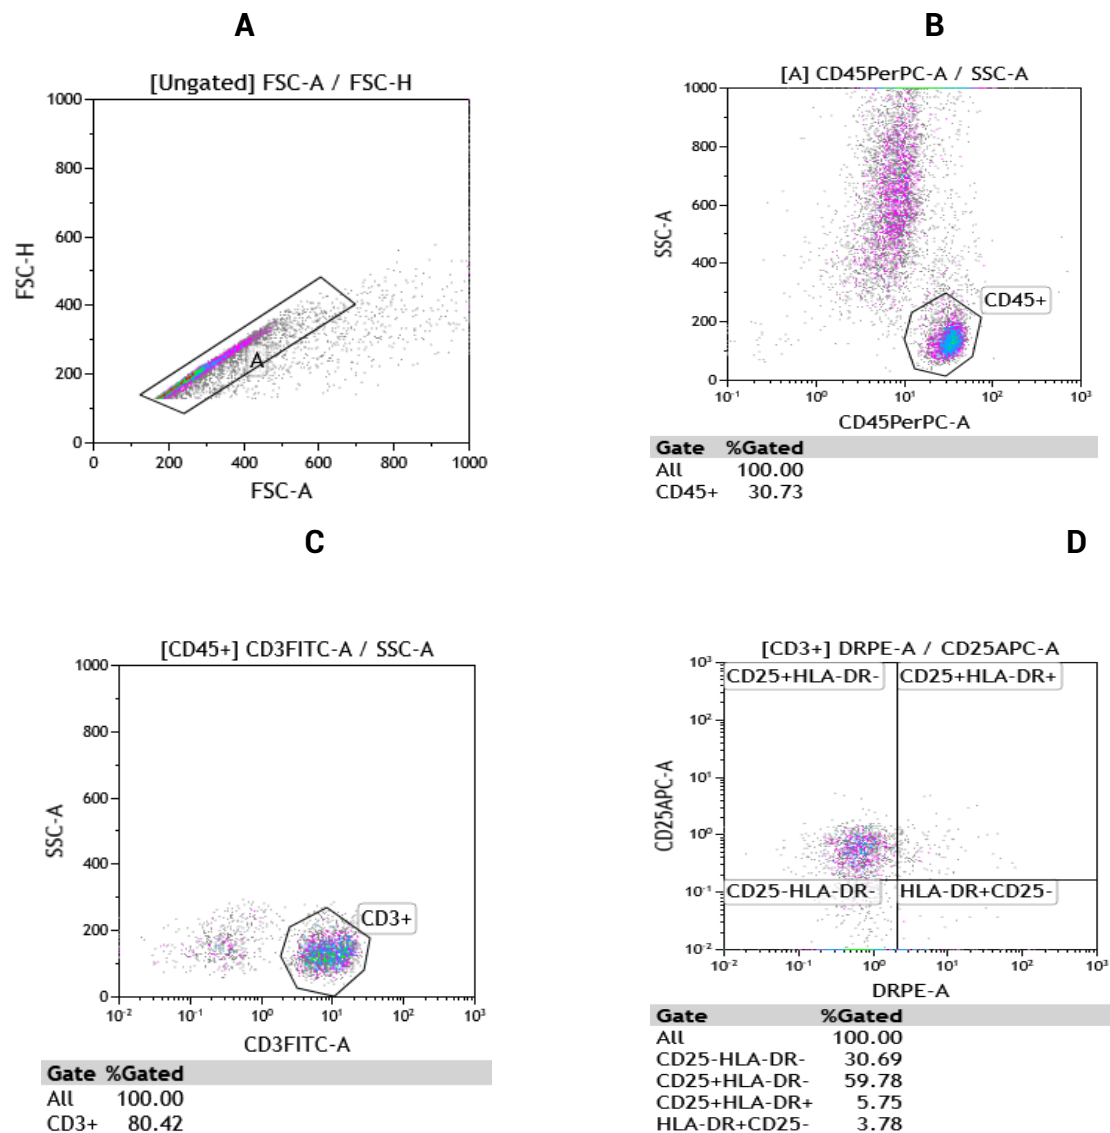 A
B
[Ungated] FSC-A / FSC-H
1000
800
600
400
200
0
FSC-H
A
0 200 400 600 800 1000
FSC-A
[A] CD45PerPC-A / SSC-A
1000
800
600
400
200
0
SSC-A
CD45+
10-1 100 101 102 103
CD45PerPC-A
Gate %Gated
All 100.00
CD45+ 30.73
C
D
[CD45+] CD3FITC-A / SSC-A
1000
800
600
400
200
0
SSC-A
CD3+
10-2 10-1 100 101 102 103
CD3FITC-A
Gate %Gated
All 100.00
CD3+ 80.42
[CD3+] DRPE-A / CD25APC-A
103
102
101
100
10-1
10-2
CD25APC-A
CD25+HLA-DR- CD25+HLA-DR+
CD25-HLA-DR- HLA-DR+CD25-
10-2 10-1 100 101 102 103
DRPE-A
Gate %Gated
All 100.00
CD25-HLA-DR- 30.69
CD25+HLA-DR- 59.78
CD25+HLA-DR+ 5.75
HLA-DR+CD25- 3.78